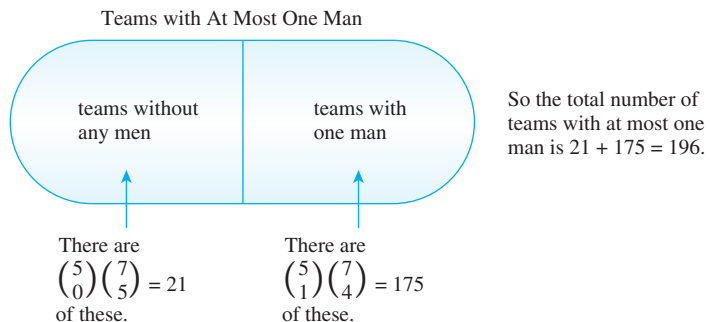 Teams with At Most One Man
teams without
any men
teams with
one man
So the total number of
teams with at most one
man is 21 + 175 = 196.
There are
(5 0)(7 5) = 21
of these.
There are
(5 1)(7 4) = 175
of these.